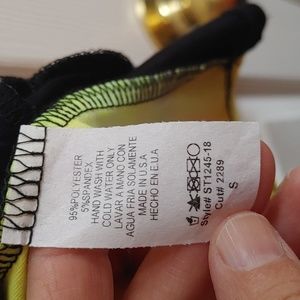 95%POLYESTER
5%SPANDEX
HAND WASH WITH
COLD WATER ONLY
LAVAR A MANO CON
AGUA FRIA SOLAMENTE
MADE IN U.S.A
HECHO EN E.U.A
Style# ST1245-18
Cut# 2289
S